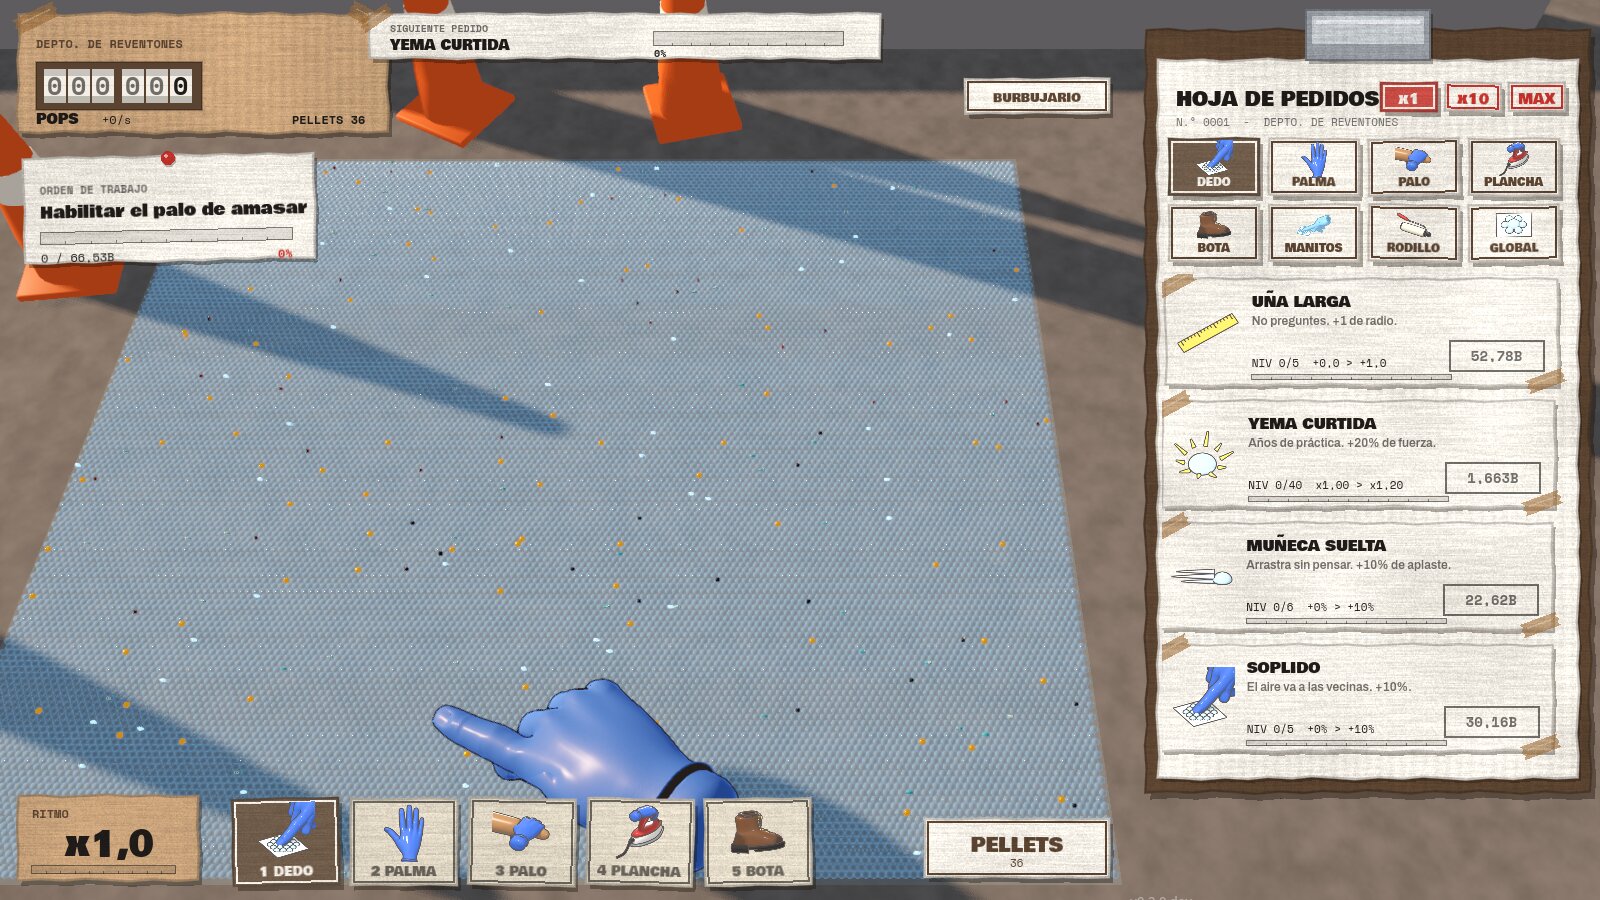 DEPTO. DE REVENTONES
000000
POPS +0/s PELLETS 36
SIGUIENTE PEDIDO
YEMA CURTIDA
0%
BURBUJARIO
ORDEN DE TRABAJO
Habilitar el palo de amasar
0 / 66,53B 0%
HOJA DE PEDIDOS x1 x10 MAX
N.° 0001 - DEPTO. DE REVENTONES
DEDO PALMA PALO PLANCHA
BOTA MANITOS RODILLO GLOBAL
UÑA LARGA
No preguntes. +1 de radio.
NIV 0/5 +0,0 > +1,0 52,78B
YEMA CURTIDA
Años de práctica. +20% de fuerza.
NIV 0/40 x1,00 > x1,20 1,663B
MUÑECA SUELTA
Arrastra sin pensar. +10% de aplaste.
NIV 0/6 +0% > +10% 22,62B
SOPLIDO
El aire va a las vecinas. +10%.
NIV 0/5 +0% > +10% 30,16B
RITMO
x1,0
1 DEDO 2 PALMA 3 PALO 4 PLANCHA 5 BOTA
PELLETS
36